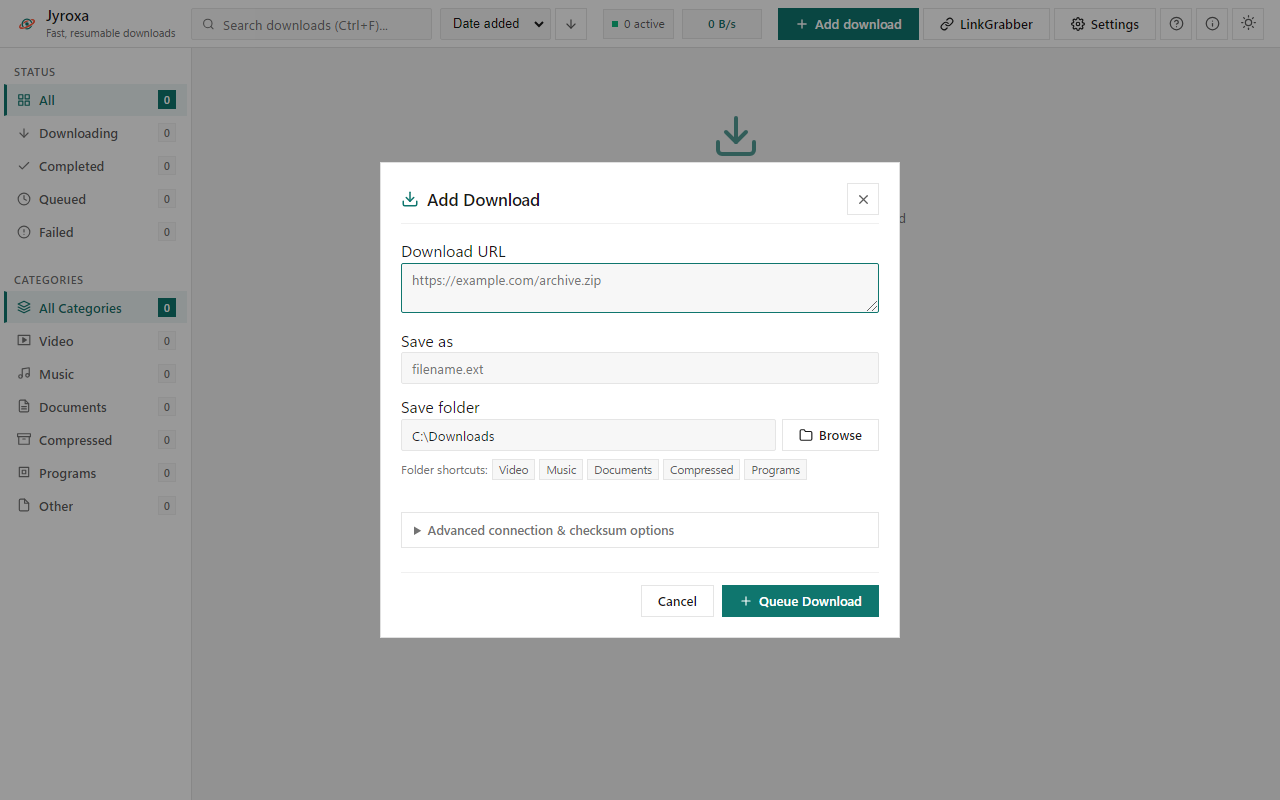 Jyroxa
Fast, resumable downloads
Search downloads (Ctrl+F)...
Date added
0 active
0 B/s
Add download
LinkGrabber
Settings
STATUS
All 0
Downloading 0
Completed 0
Queued 0
Failed 0
CATEGORIES
All Categories 0
Video 0
Music 0
Documents 0
Compressed 0
Programs 0
Other 0
d
Add Download
Download URL
https://example.com/archive.zip
Save as
filename.ext
Save folder
C:\Downloads
Browse
Folder shortcuts: Video Music Documents Compressed Programs
Advanced connection & checksum options
Cancel
Queue Download